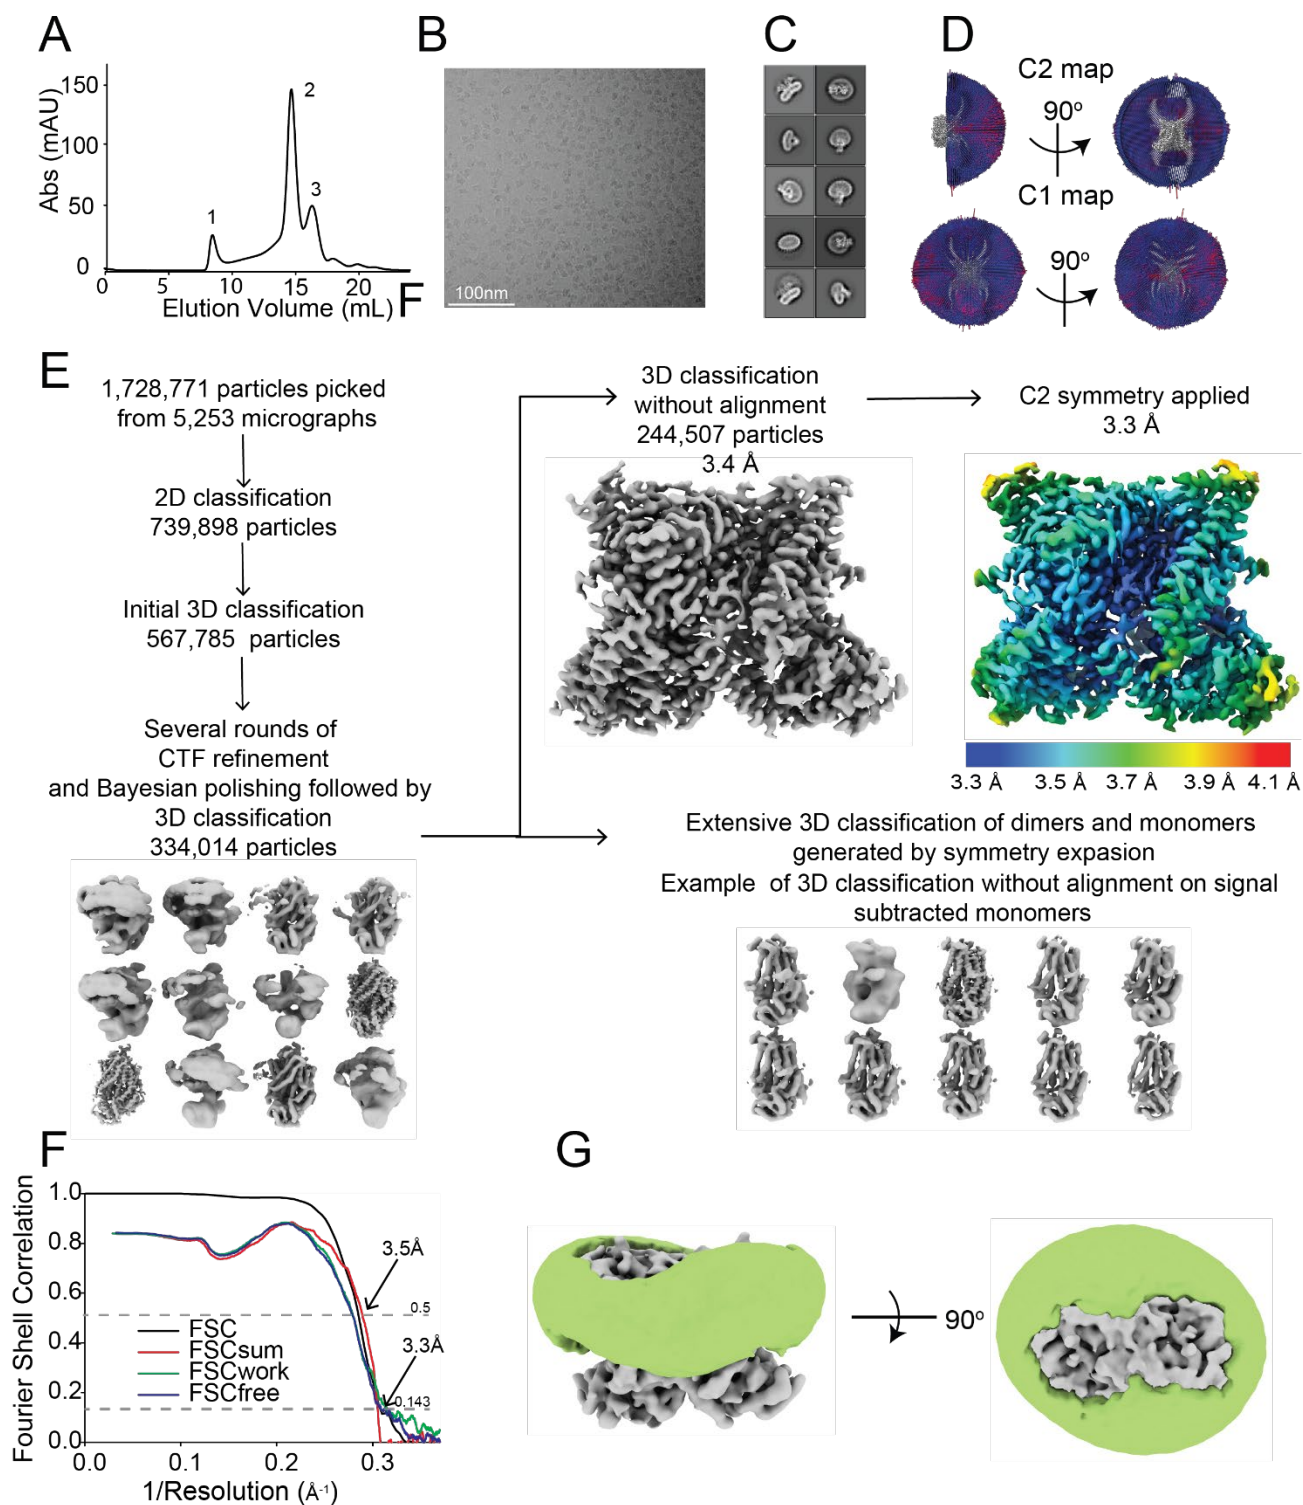 A
B
C
D
150
100
50
0
Abs (mAU)
1
2
3
0
5
10
15
20
Elution Volume (mL)
F
100nm
C2 map
90º
C1 map
90º
E
1,728,771 particles picked
from 5,253 micrographs
2D classification
739,898 particles
Initial 3D classification
567,785 particles
Several rounds of
CTF refinement
and Bayesian polishing followed by
3D classification
334,014 particles
3D classification
without alignment
244,507 particles
3.4 Å
C2 symmetry applied
3.3 Å
3.3 Å 3.5 Å 3.7 Å 3.9 Å 4.1 Å
Extensive 3D classification of dimers and monomers
generated by symmetry expasion
Example of 3D classification without alignment on signal
subtracted monomers
F
Fourier Shell Correlation
1.0
0.8
0.6
0.4
0.2
0.0
3.5Å
0.5
3.3Å
0.143
FSC
FSCsum
FSCwork
FSCfree
0.0 0.1 0.2 0.3
1/Resolution (Å⁻¹)
G
90º